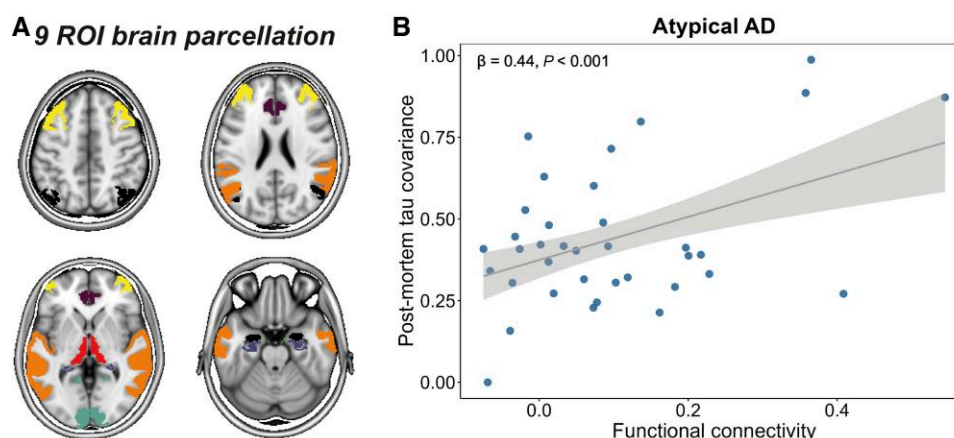 A 9 ROI brain parcellation
B
Atypical AD
β = 0.44, P < 0.001
Post-mortem tau covariance
1.00
0.75
0.50
0.25
0.00
0.0
0.2
0.4
Functional connectivity